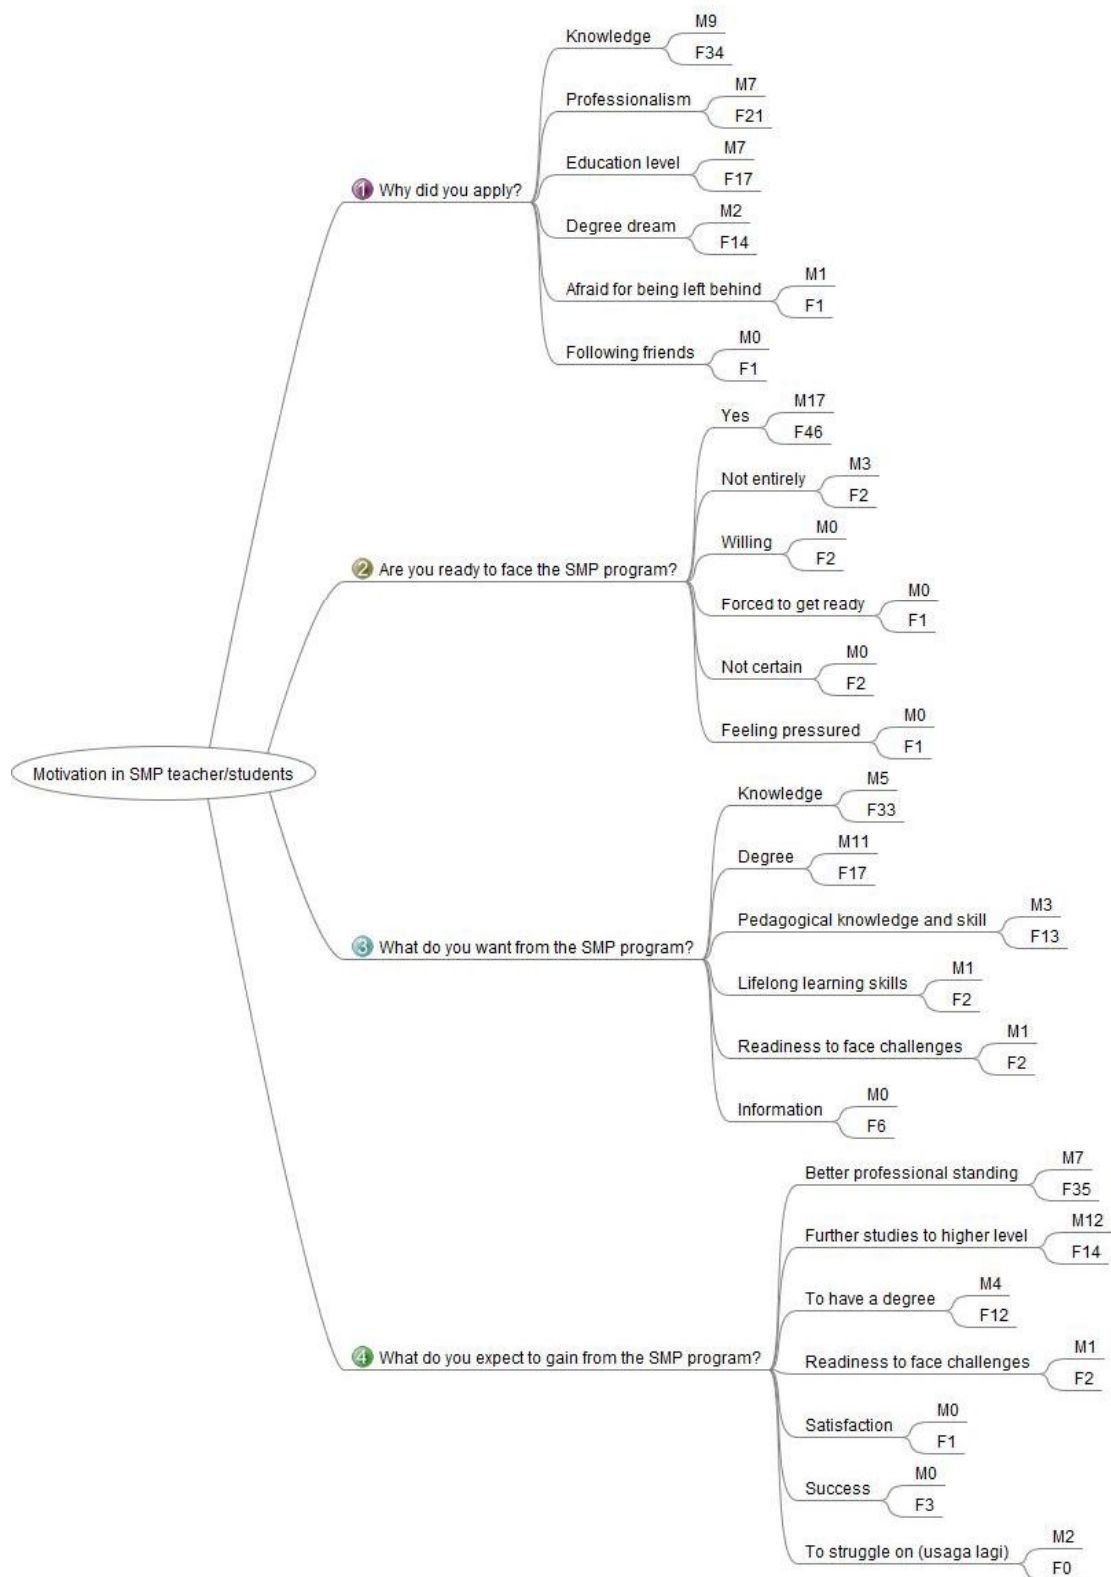 Motivation in SMP teacher/students
1 Why did you apply?
Knowledge
M9
F34
Professionalism
M7
F21
Education level
M7
F17
Degree dream
M2
F14
Afraid for being left behind
M1
F1
Following friends
M0
F1
2 Are you ready to face the SMP program?
Yes
M17
F46
Not entirely
M3
F2
Willing
M0
F2
Forced to get ready
M0
F1
Not certain
M0
F2
Feeling pressured
M0
F1
3 What do you want from the SMP program?
Knowledge
M5
F33
Degree
M11
F17
Pedagogical knowledge and skill
M3
F13
Lifelong learning skills
M1
F2
Readiness to face challenges
M1
F2
Information
M0
F6
4 What do you expect to gain from the SMP program?
Better professional standing
M7
F35
Further studies to higher level
M12
F14
To have a degree
M4
F12
Readiness to face challenges
M1
F2
Satisfaction
M0
F1
Success
M0
F3
To struggle on (usaga lagi)
M2
F0